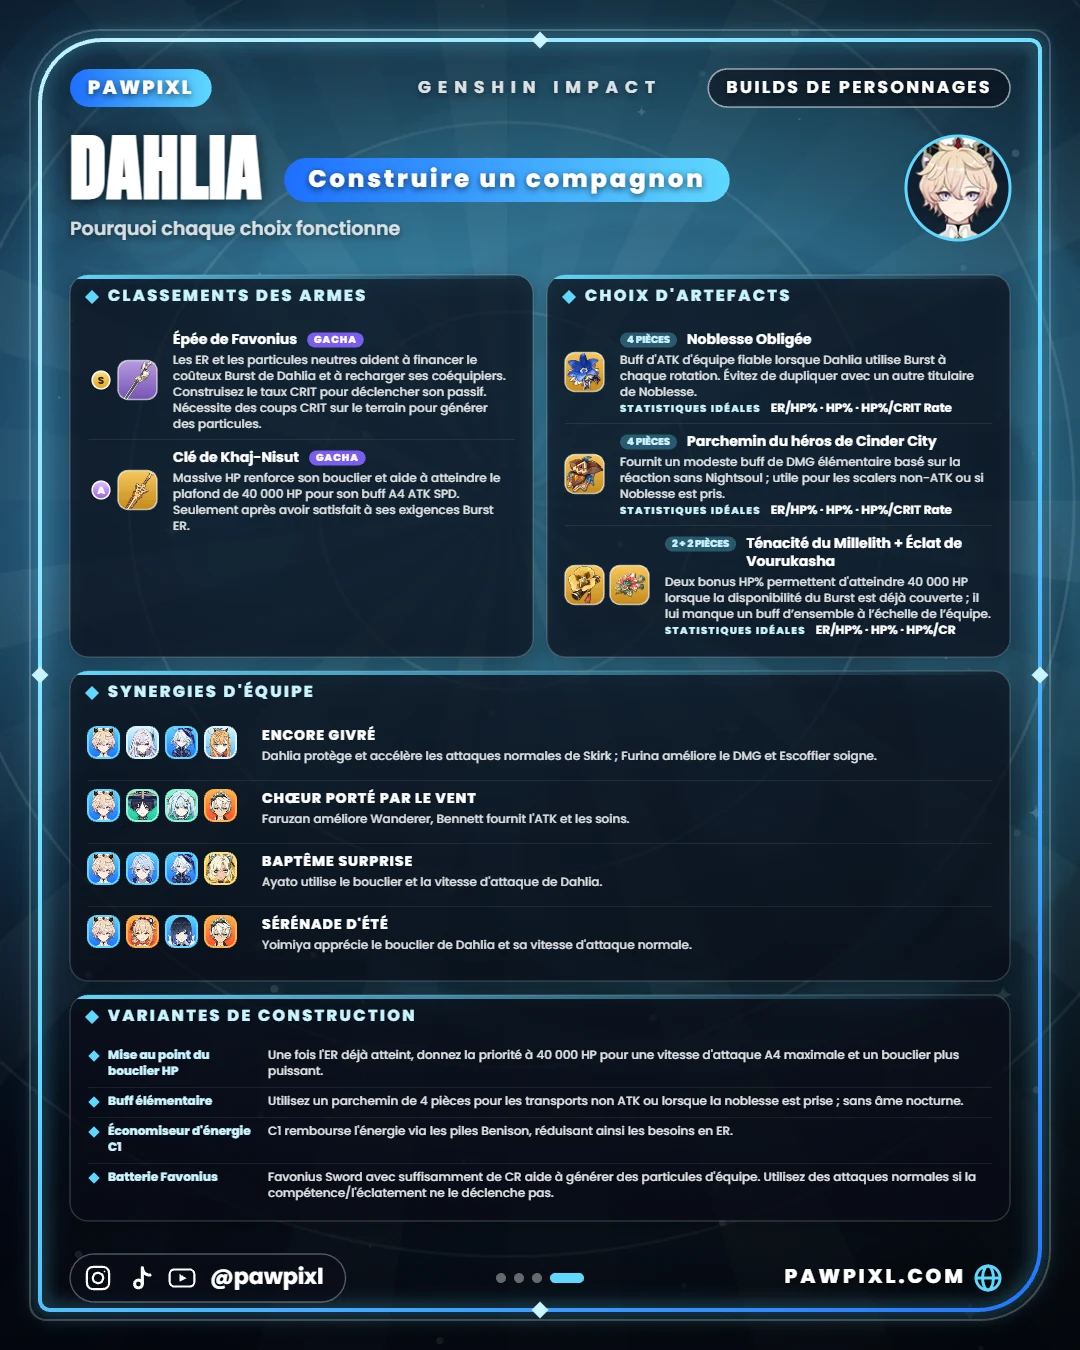 PAWPIXL
GENSHIN IMPACT
BUILDS DE PERSONNAGES
DAHLIA
Construire un compagnon
Pourquoi chaque choix fonctionne
CLASSEMENTS DES ARMES
S
Épée de Favonius GACHA
Les ER et les particules neutres aident à financer le
coûteux Burst de Dahlia et à recharger ses coéquipiers.
Construisez le taux CRIT pour déclencher son passif.
Nécessite des coups CRIT sur le terrain pour générer
des particules.
A
Clé de Khaj-Nisut GACHA
Massive HP renforce son bouclier et aide à atteindre le
plafond de 40 000 HP pour son buff A4 ATK SPD.
Seulement après avoir satisfait à ses exigences Burst
ER.
CHOIX D'ARTEFACTS
4 PIÈCES Noblesse Obligée
Buff d'ATK d'équipe fiable lorsque Dahlia utilise Burst à
chaque rotation. Évitez de dupliquer avec un autre titulaire
de Noblesse.
STATISTIQUES IDÉALES ER/HP% · HP% · HP%/CRIT Rate
4 PIÈCES Parchemin du héros de Cinder City
Fournit un modeste buff de DMG élémentaire basé sur la
réaction sans Nightsoul ; utile pour les scalers non-ATK ou si
Noblesse est pris.
STATISTIQUES IDÉALES ER/HP% · HP% · HP%/CRIT Rate
2 + 2 PIÈCES Ténacité du Millelith + Éclat de
Vourukasha
Deux bonus HP% permettent d'atteindre 40 000 HP
lorsque la disponibilité du Burst est déjà couverte ; il
lui manque un buff d’ensemble à l’échelle de l’équipe.
STATISTIQUES IDÉALES ER/HP% · HP% · HP%/CR
SYNERGIES D'ÉQUIPE
ENCORE GIVRÉ
Dahlia protège et accélère les attaques normales de Skirk ; Furina améliore le DMG et Escoffier soigne.
CHŒUR PORTÉ PAR LE VENT
Faruzan améliore Wanderer, Bennett fournit l'ATK et les soins.
BAPTÊME SURPRISE
Ayato utilise le bouclier et la vitesse d'attaque de Dahlia.
SÉRÉNADE D'ÉTÉ
Yoimiya apprécie le bouclier de Dahlia et sa vitesse d'attaque normale.
VARIANTES DE CONSTRUCTION
Mise au point du
bouclier HP
Une fois l'ER déjà atteint, donnez la priorité à 40 000 HP pour une vitesse d'attaque A4 maximale et un bouclier plus
puissant.
Buff élémentaire
Utilisez un parchemin de 4 pièces pour les transports non ATK ou lorsque la noblesse est prise ; sans âme nocturne.
Économiseur d'énergie
C1
C1 rembourse l'énergie via les piles Benison, réduisant ainsi les besoins en ER.
Batterie Favonius
Favonius Sword avec suffisamment de CR aide à générer des particules d'équipe. Utilisez des attaques normales si la
compétence/l'éclatement ne le déclenche pas.
@pawpixl
PAWPIXL.COM